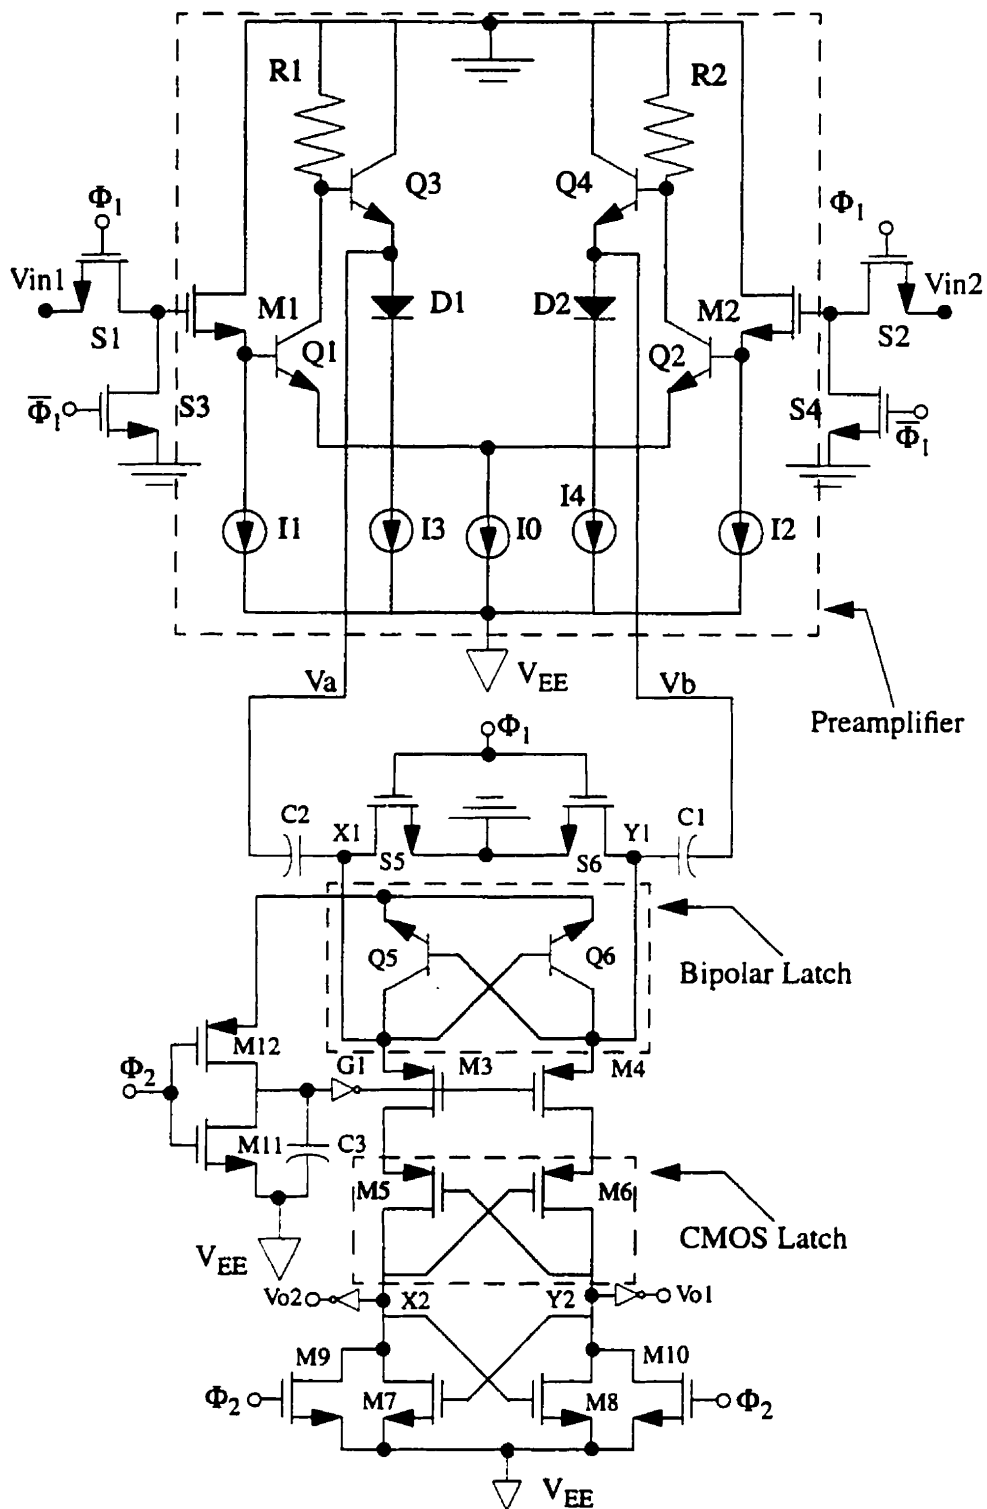 R1
R2
Q3
Q4
Φ1
Φ1
Vin1
Vin2
M1
D1
D2
M2
S1
Q1
Q2
S2
Φ̅1
S3
S4
Φ̅1
I1
I3
I0
I4
I2
VEE
Va
Vb
Preamplifier
Φ1
C2
X1
Y1
C1
S5
S6
Q5
Q6
Bipolar Latch
M12
Φ2
G1
M3
M4
M11
C3
M5
M6
CMOS Latch
VEE
Vo2
X2
Y2
Vo1
M9
M10
Φ2
M7
M8
Φ2
VEE